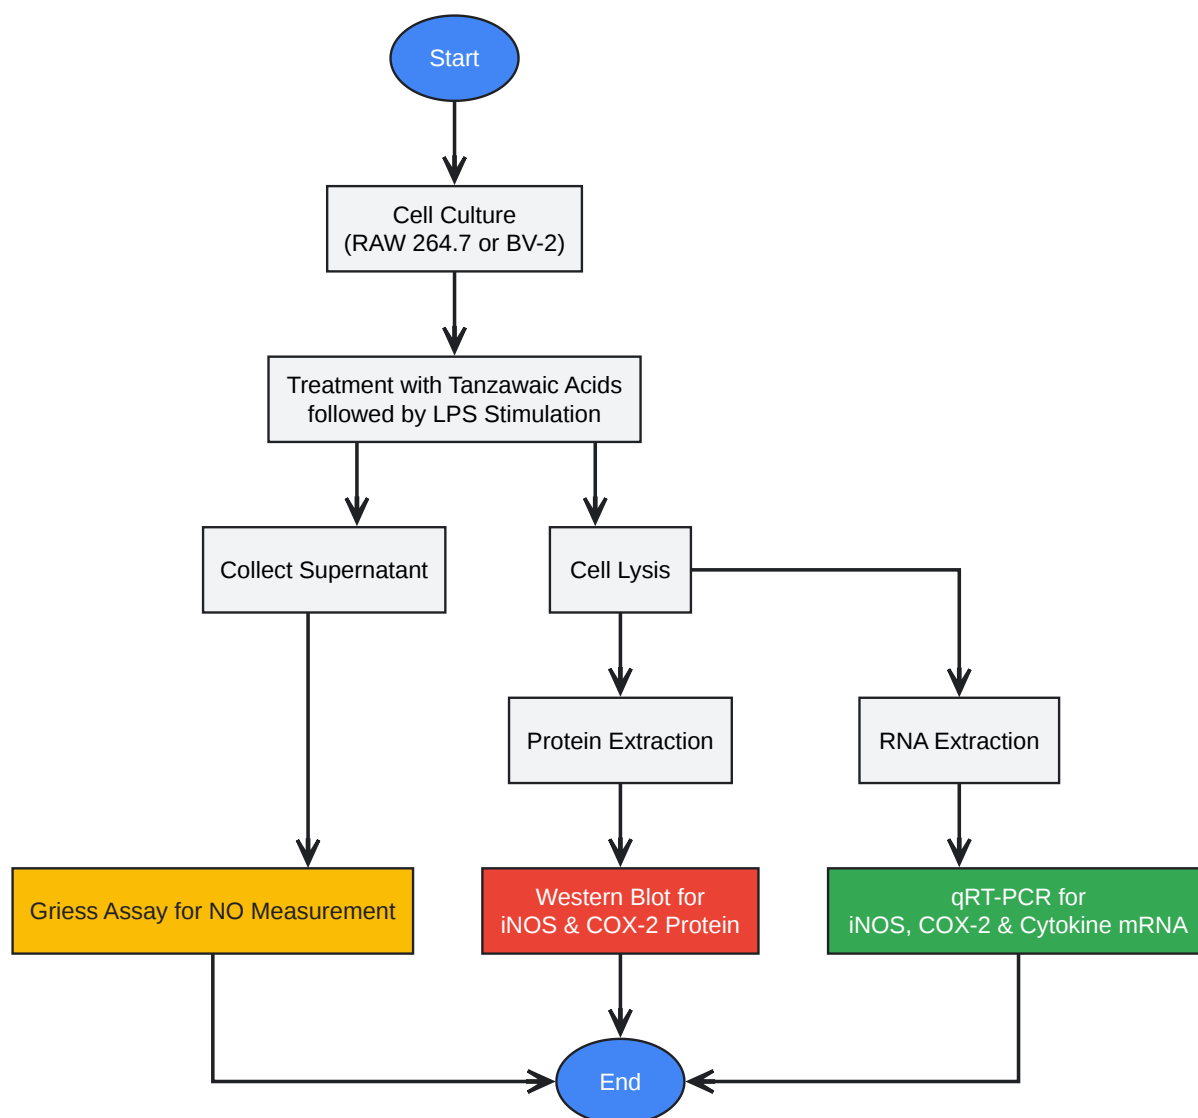 Start
Cell Culture
(RAW 264.7 or BV-2)
Treatment with Tanzawaic Acids
followed by LPS Stimulation
Collect Supernatant
Cell Lysis
Protein Extraction
RNA Extraction
Griess Assay for NO Measurement
Western Blot for
iNOS & COX-2 Protein
qRT-PCR for
iNOS, COX-2 & Cytokine mRNA
End